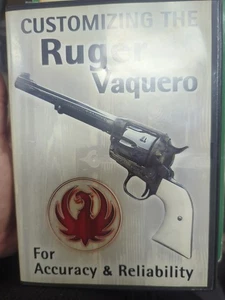 CUSTOMIZING THE
Ruger
Vaquero
For
Accuracy & Reliability